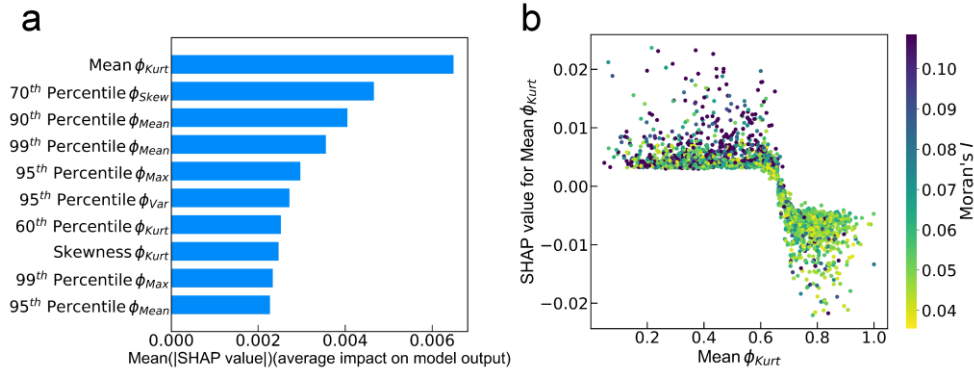 a
Mean ϕKurt
70th Percentile ϕSkew
90th Percentile ϕMean
99th Percentile ϕMean
95th Percentile ϕMax
95th Percentile ϕVar
60th Percentile ϕKurt
Skewness ϕKurt
99th Percentile ϕMax
95th Percentile ϕMean
0.000 0.002 0.004 0.006
Mean(|SHAP value|)(average impact on model output)
b
SHAP value for Mean ϕKurt
0.02
0.01
0.00
−0.01
−0.02
0.2 0.4 0.6 0.8 1.0
Mean ϕKurt
0.10
0.09
0.08
0.07
0.06
0.05
0.04
Moran's I